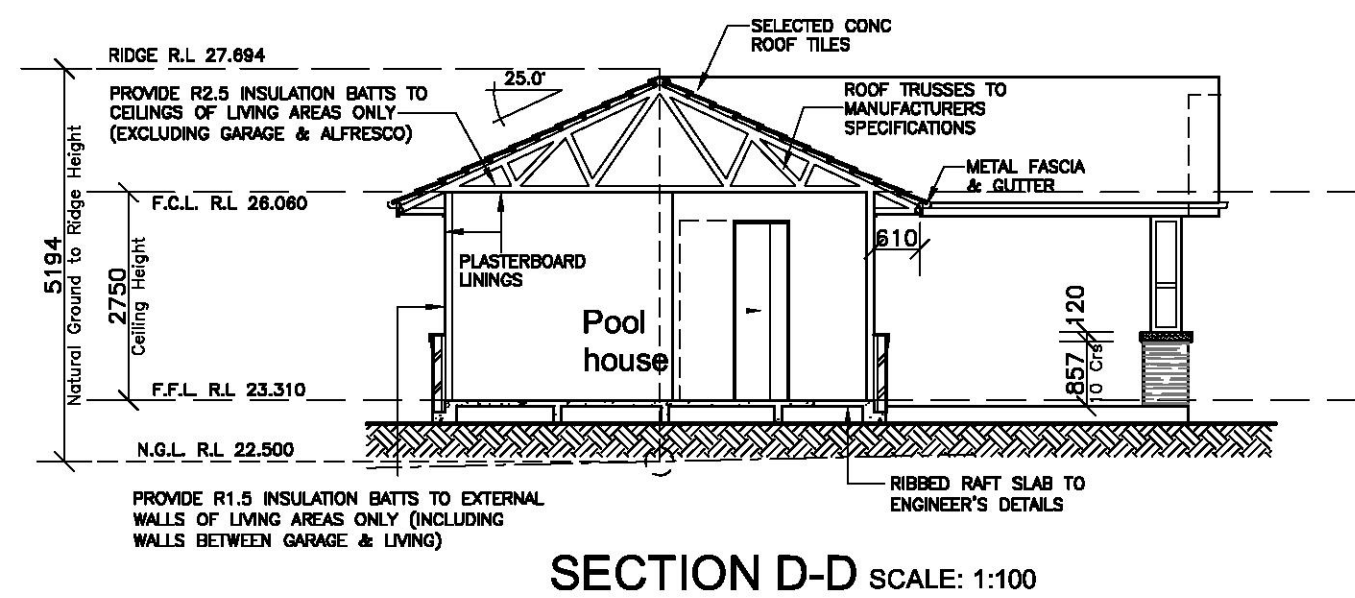 SELECTED CONC
ROOF TILES
RIDGE R.L 27.694
25.0°
PROVIDE R2.5 INSULATION BATTS TO
CEILINGS OF LIVING AREAS ONLY
(EXCLUDING GARAGE & ALFRESCO)
ROOF TRUSSES TO
MANUFACTURERS
SPECIFICATIONS
METAL FASCIA
& GUTTER
F.C.L. R.L 26.060
5194
Natural Ground to Ridge Height
2750
Ceiling Height
610
PLASTERBOARD
LININGS
Pool
house
120
857
10 Crs
F.F.L. R.L 23.310
N.G.L. R.L 22.500
PROVIDE R1.5 INSULATION BATTS TO EXTERNAL
WALLS OF LIVING AREAS ONLY (INCLUDING
WALLS BETWEEN GARAGE & LIVING)
RIBBED RAFT SLAB TO
ENGINEER'S DETAILS
SECTION D-D SCALE: 1:100